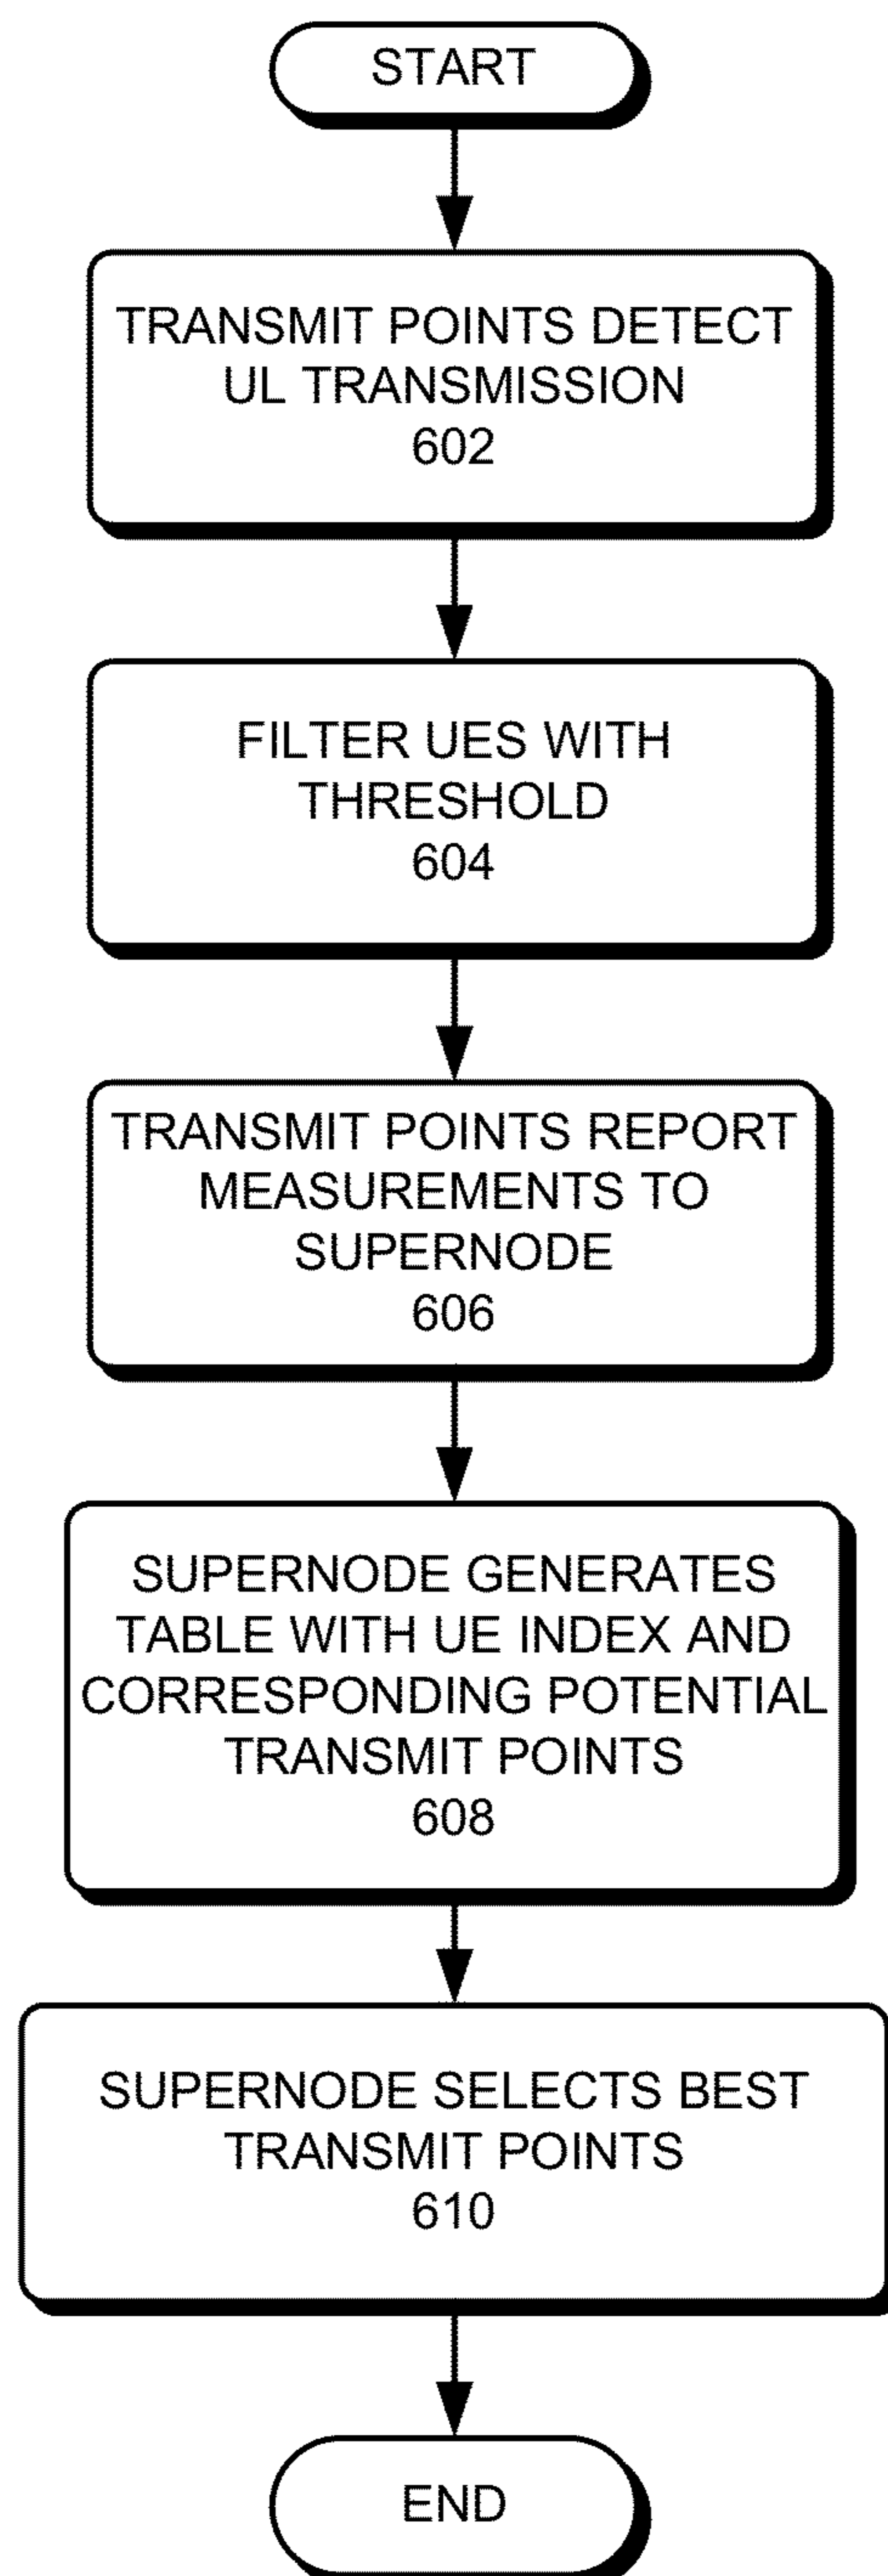 START
TRANSMIT POINTS DETECT
UL TRANSMISSION
602
FILTER UES WITH
THRESHOLD
604
TRANSMIT POINTS REPORT
MEASUREMENTS TO
SUPERNODE
606
SUPERNODE GENERATES
TABLE WITH UE INDEX AND
CORRESPONDING POTENTIAL
TRANSMIT POINTS
608
SUPERNODE SELECTS BEST
TRANSMIT POINTS
610
END